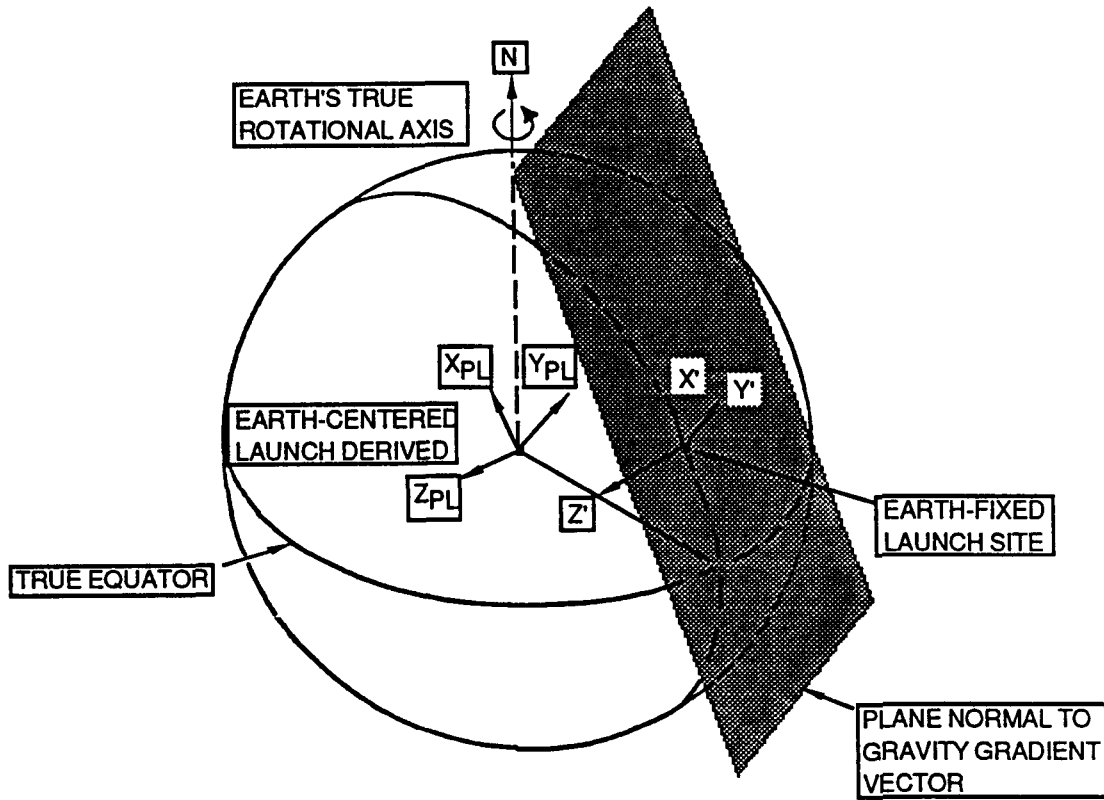 N
EARTH'S TRUE
ROTATIONAL AXIS
XPL
YPL
X'
Y'
EARTH-CENTERED
LAUNCH DERIVED
ZPL
Z'
EARTH-FIXED
LAUNCH SITE
TRUE EQUATOR
PLANE NORMAL TO
GRAVITY GRADIENT
VECTOR